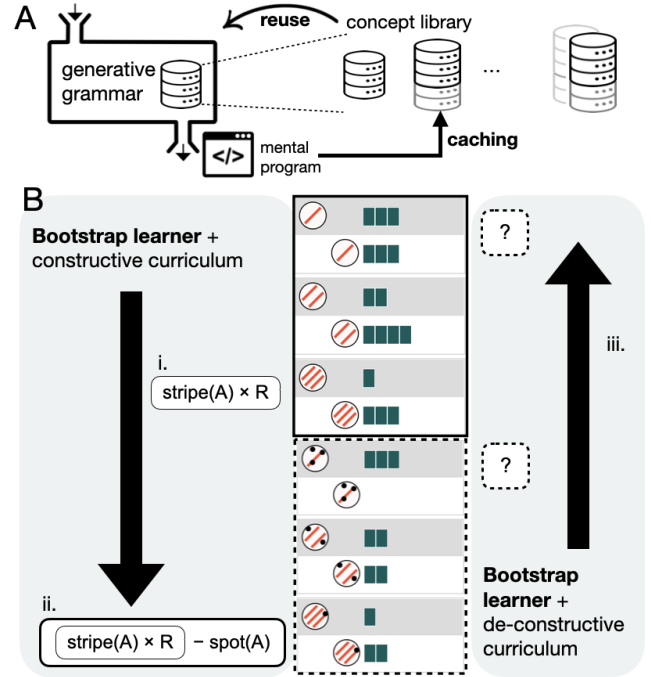 A
reuse
concept library
generative
grammar
...
</>
mental
program
caching
B
Bootstrap learner +
constructive curriculum
?
i.
iii.
stripe(A) × R
?
Bootstrap
learner +
de-constructive
curriculum
ii.
stripe(A) × R − spot(A)